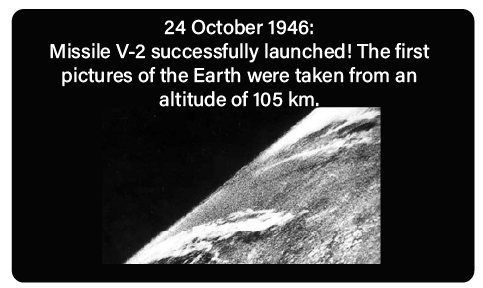 24 October 1946:
Missile V-2 successfully launched! The first
pictures of the Earth were taken from an
altitude of 105 km.